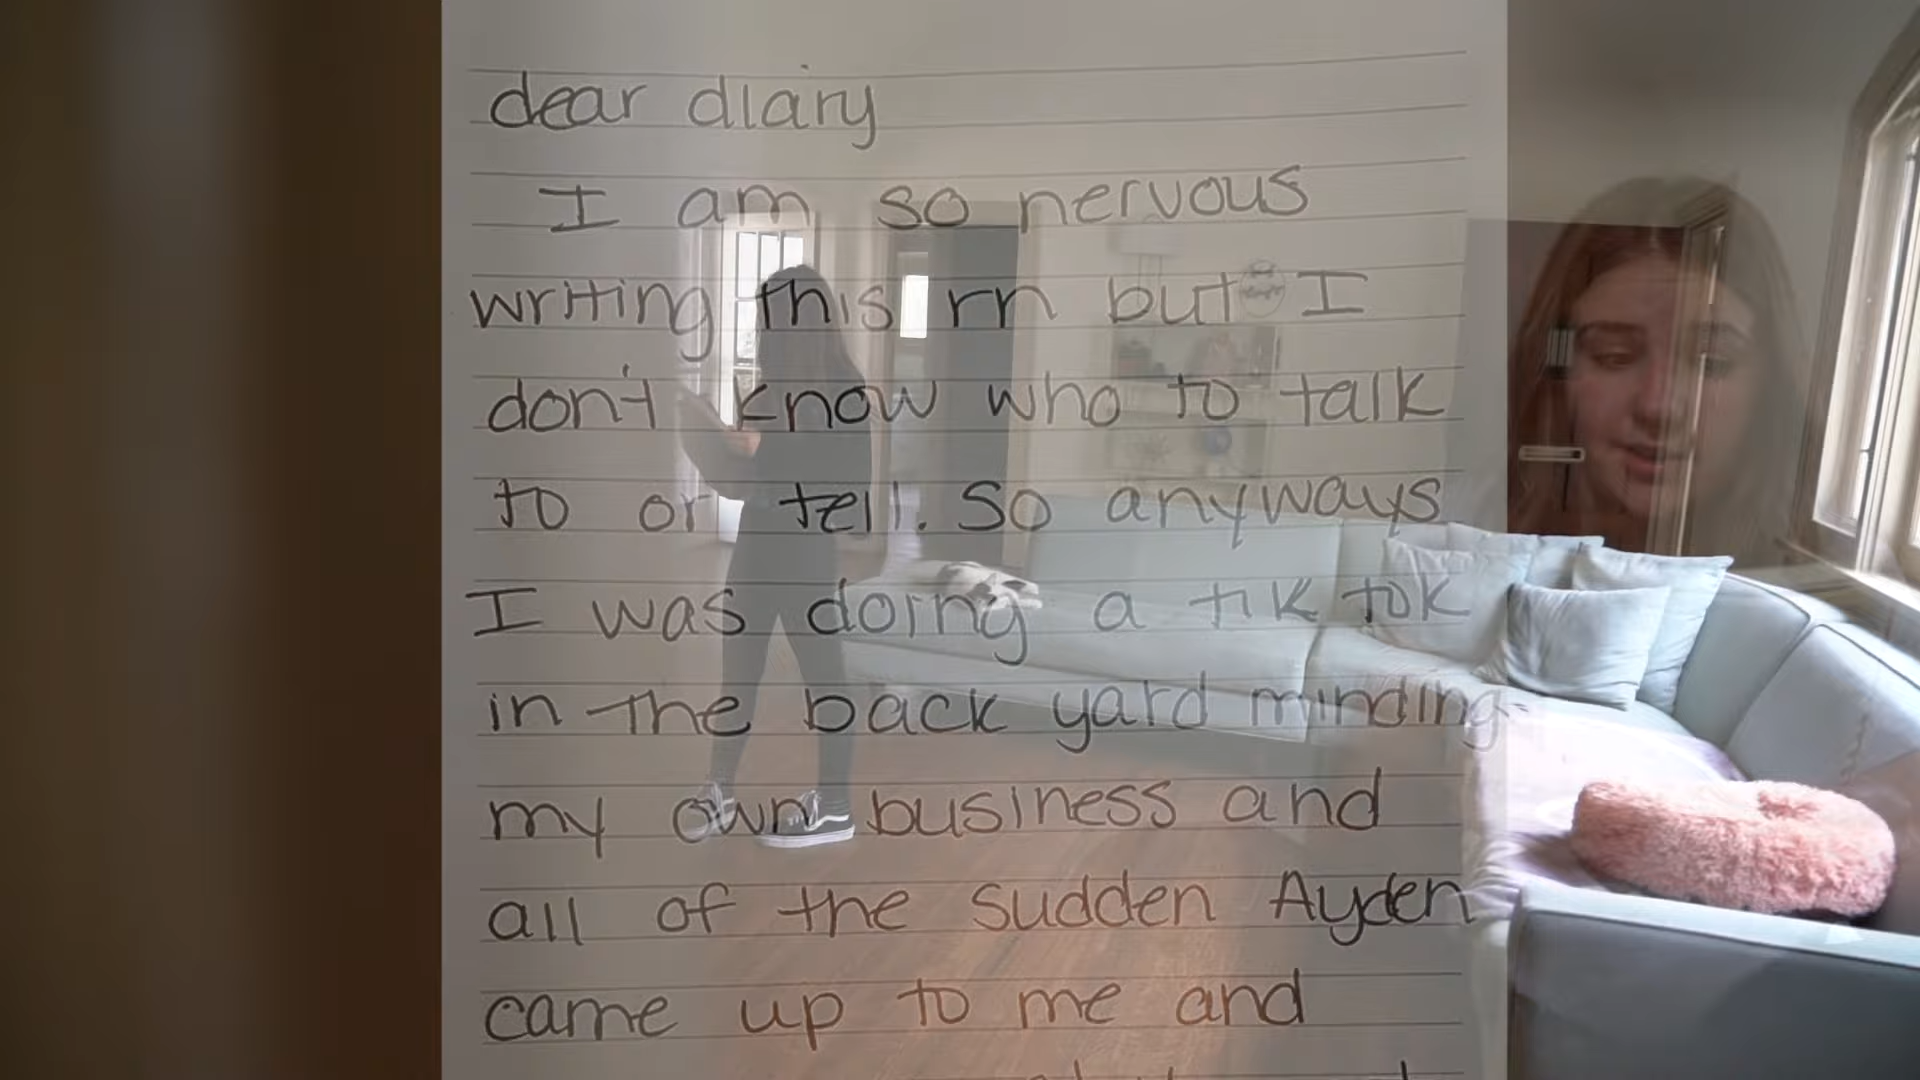 dear diary
I am so nervous
writing this rn but I
don't know who to talk
to or tell. So anyways
I was doing a tik tok
in the back yard minding
my own business and
all of the sudden Ayden
came up to me and